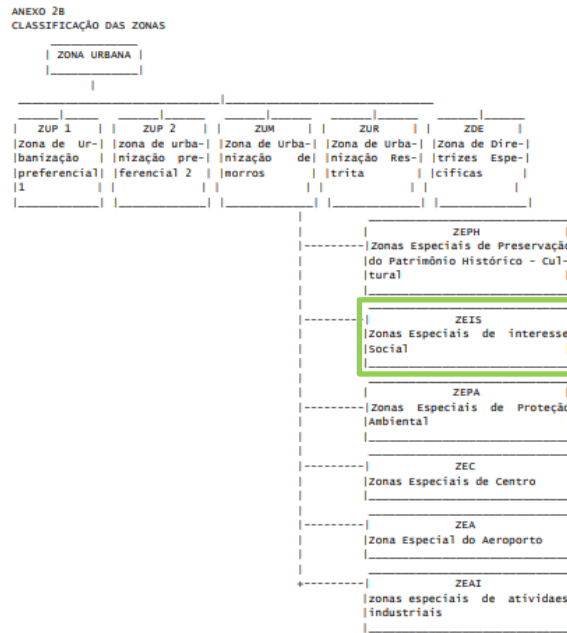 ANEXO 2B
CLASSIFICAÇÃO DAS ZONAS
ZONA URBANA
ZUP 1
Zona de Ur-
banização
preferencial
1
ZUP 2
zona de urba-
nização pre-
ferencial 2
ZUM
Zona de Urba-
nização de
morros
ZUR
Zona de Urba-
nização Res-
trita
ZDE
Zona de Dire-
trizes Espe-
cificas
ZEPH
Zonas Especiais de Preservação
do Patrimônio Histórico - Cul-
tural
ZEIS
Zonas Especiais de interesse
Social
ZEPA
Zonas Especiais de Proteção
Ambiental
ZEC
Zonas Especiais de Centro
ZEA
Zona Especial do Aeroporto
ZEAI
zonas especiais de atividaes
industriais